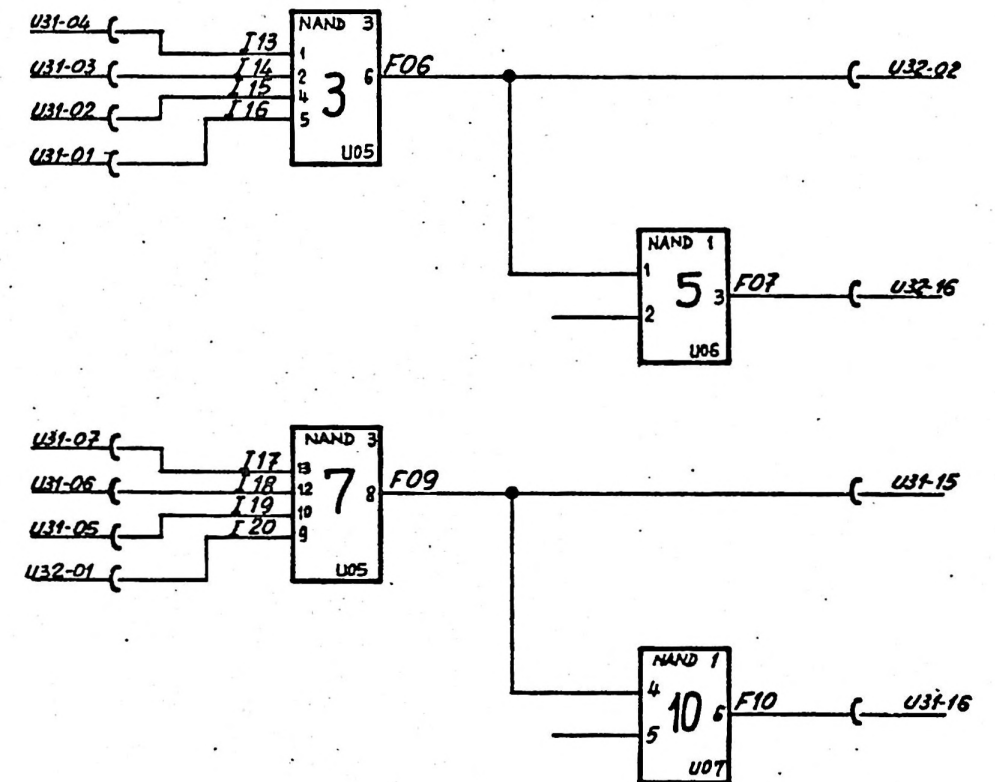 U31-04
I13
NAND 3
1
U31-03
I14
2
3
6
F06
U32-02
I15
4
U31-02
I16
5
U05
U31-01
NAND 1
1
5
3
F07
U32-16
2
U06
U31-07
I17
NAND 3
13
U31-06
I18
12
7
8
F09
U31-15
I19
10
U31-05
I20
9
U32-01
U05
NAND 1
4
10
6
F10
U31-16
5
U07